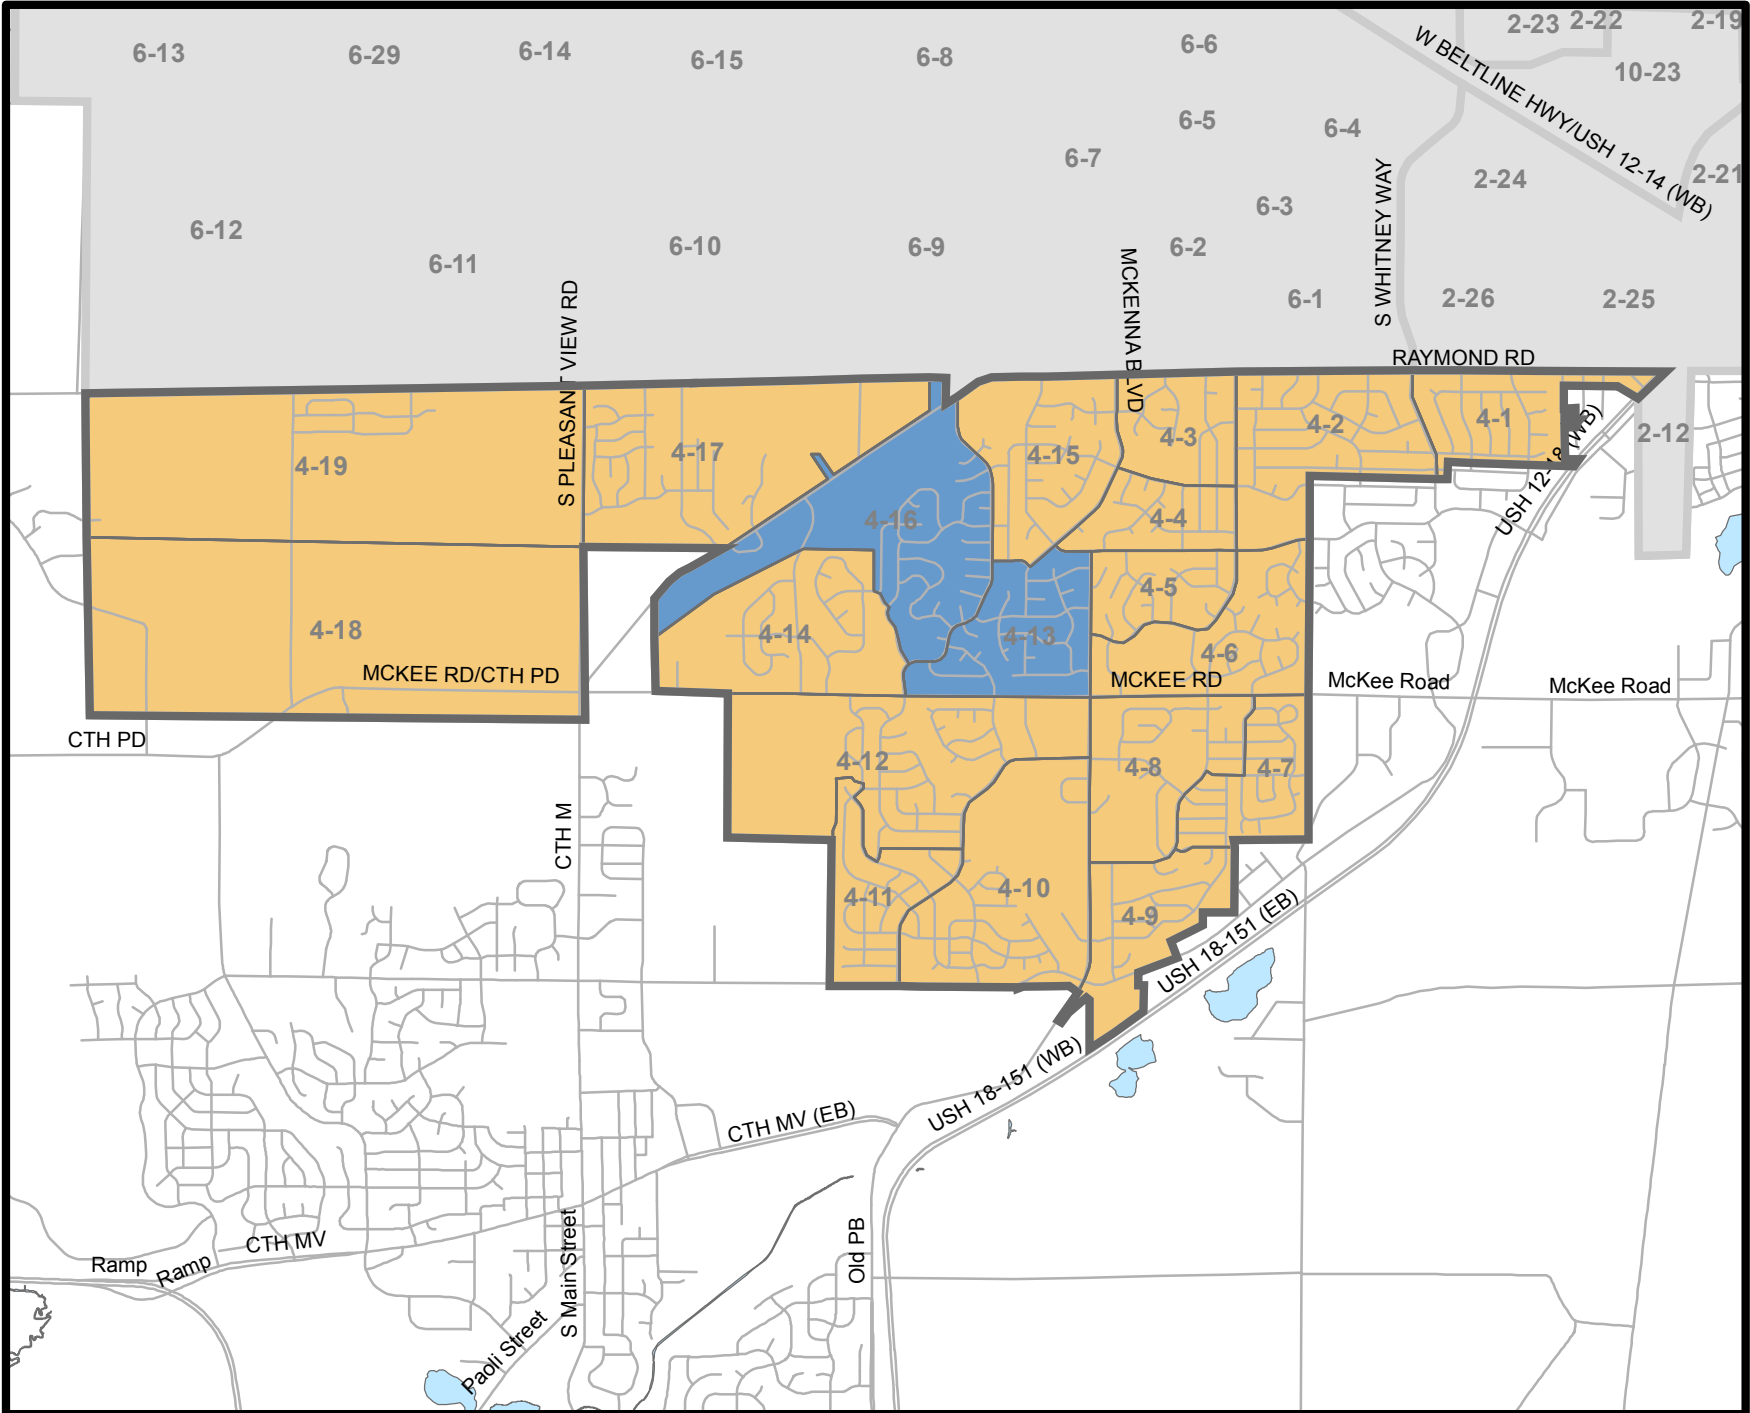 6-13
6-29
6-14
6-15
6-8
6-6
2-23
2-22
2-19
10-23
W BELTLINE HWY/USH 12-14 (WB)
6-5
6-4
6-7
2-24
2-21
6-3
6-12
6-11
6-10
6-9
6-2
6-1
2-26
2-25
S PLEASANT VIEW RD
MCKENNA BLVD
S WHITNEY WAY
RAYMOND RD
4-19
4-17
4-15
4-3
4-2
4-1
2-12
USH 12-18 (WB)
4-16
4-4
4-5
4-18
4-14
4-13
4-6
MCKEE RD/CTH PD
MCKEE RD
McKee Road
McKee Road
CTH PD
4-12
4-8
4-7
CTH M
4-11
4-10
4-9
USH 18-151 (EB)
USH 18-151 (WB)
CTH MV (EB)
CTH MV
Ramp
Ramp
S Main Street
Old PB
Paoli Street